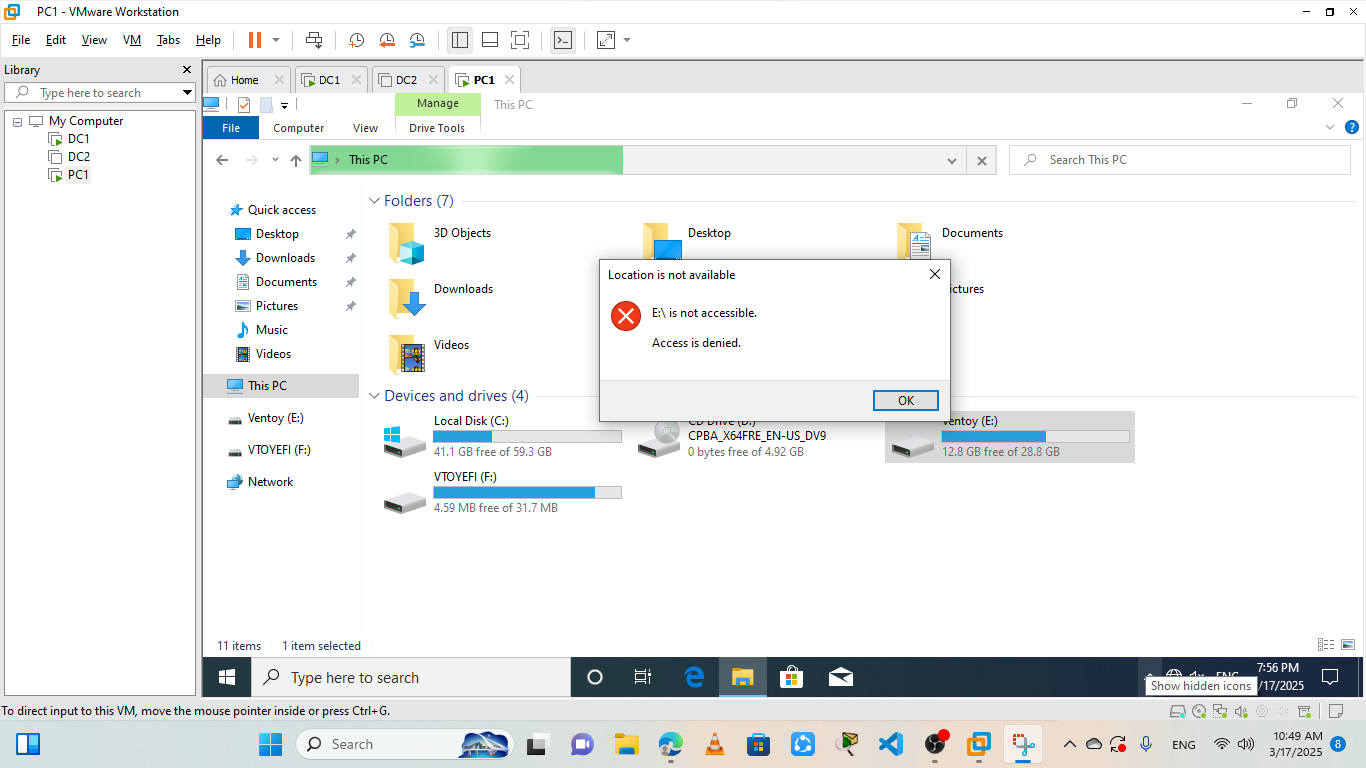 PC1 - VMware Workstation
File Edit View VM Tabs Help
Library
Type here to search
My Computer
DC1
DC2
PC1
Home DC1 DC2 PC1
Manage This PC
File Computer View Drive Tools
This PC
Search This PC
Quick access
Desktop
Downloads
Documents
Pictures
Music
Videos
This PC
Ventoy (E:)
VTOYEFI (F:)
Network
Folders (7)
3D Objects
Desktop
Documents
Downloads
ictures
Videos
Location is not available
E:\ is not accessible.
Access is denied.
OK
Devices and drives (4)
Local Disk (C:)
41.1 GB free of 59.3 GB
CD Drive (D:)
CPBA_X64FRE_EN-US_DV9
0 bytes free of 4.92 GB
Ventoy (E:)
12.8 GB free of 28.8 GB
VTOYEFI (F:)
4.59 MB free of 31.7 MB
11 items 1 item selected
Type here to search
7:56 PM
/17/2025
Show hidden icons
To direct input to this VM, move the mouse pointer inside or press Ctrl+G.
Search
ENG
10:49 AM
3/17/2025
8